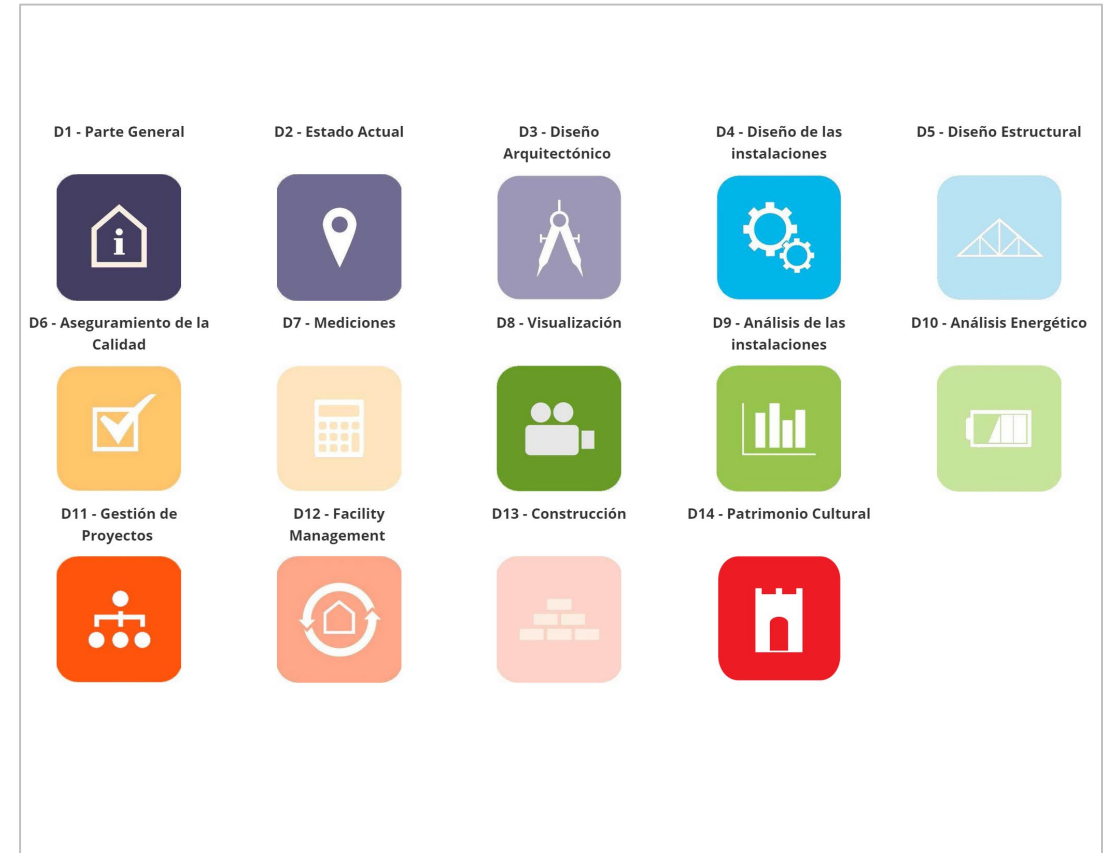 D1 - Parte General
D2 - Estado Actual
D3 - Diseño
Arquitectónico
D4 - Diseño de las
instalaciones
D5 - Diseño Estructural
i
D6 - Aseguramiento de la
Calidad
D7 - Mediciones
D8 - Visualización
D9 - Análisis de las
instalaciones
D10 - Análisis Energético
D11 - Gestión de
Proyectos
D12 - Facility
Management
D13 - Construcción
D14 - Patrimonio Cultural